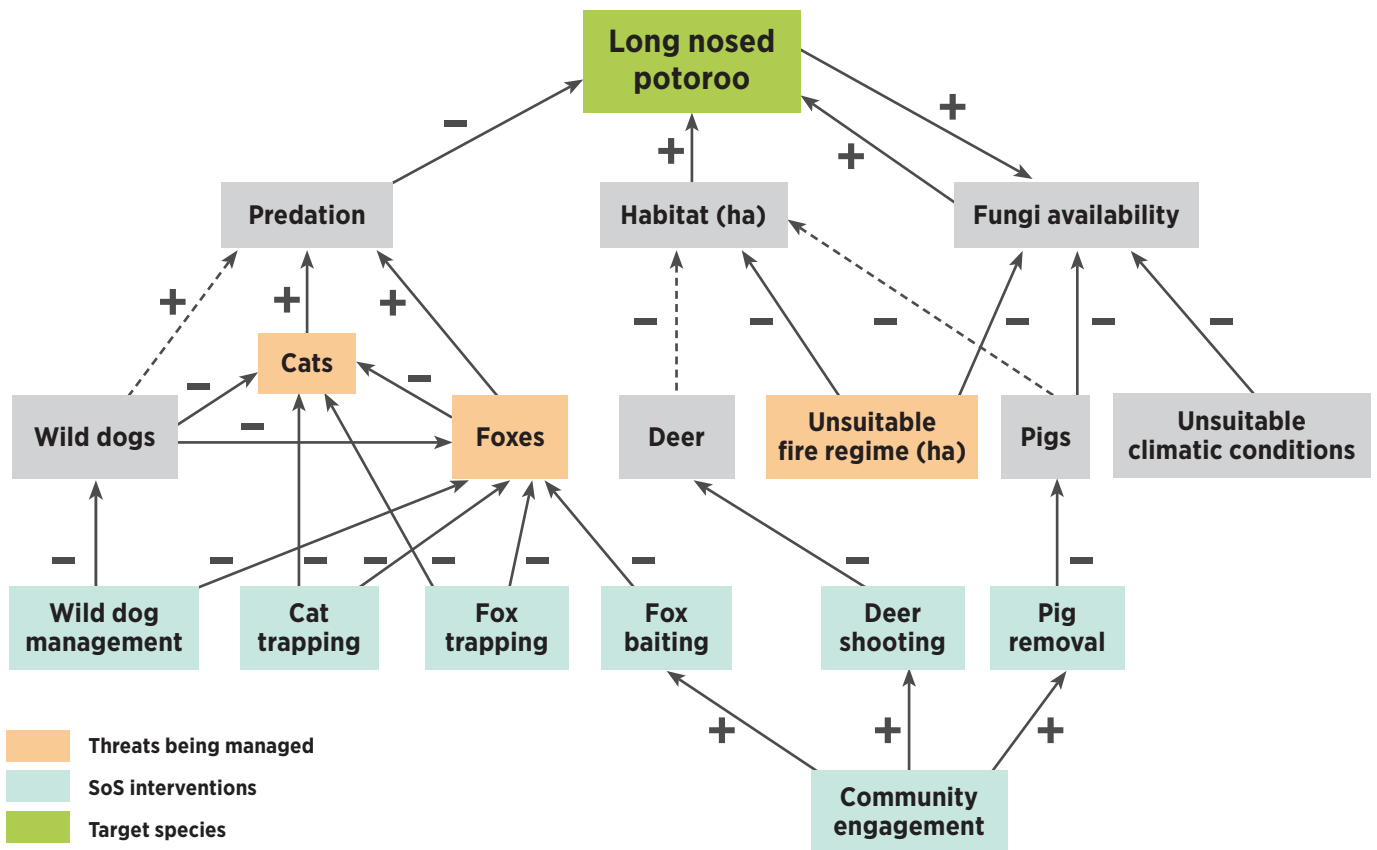 Long nosed
potoroo
+
−
+
+
Predation
Habitat (ha)
Fungi availability
+
+
+
−
−
−
−
−
−
Cats
−
−
−
Wild dogs
Foxes
Deer
Unsuitable
fire regime (ha)
Pigs
Unsuitable
climatic conditions
−
−
−
−
−
−
−
−
−
Wild dog
management
Cat
trapping
Fox
trapping
Fox
baiting
Deer
shooting
Pig
removal
+
+
+
Threats being managed
SoS interventions
Target species
Community
engagement